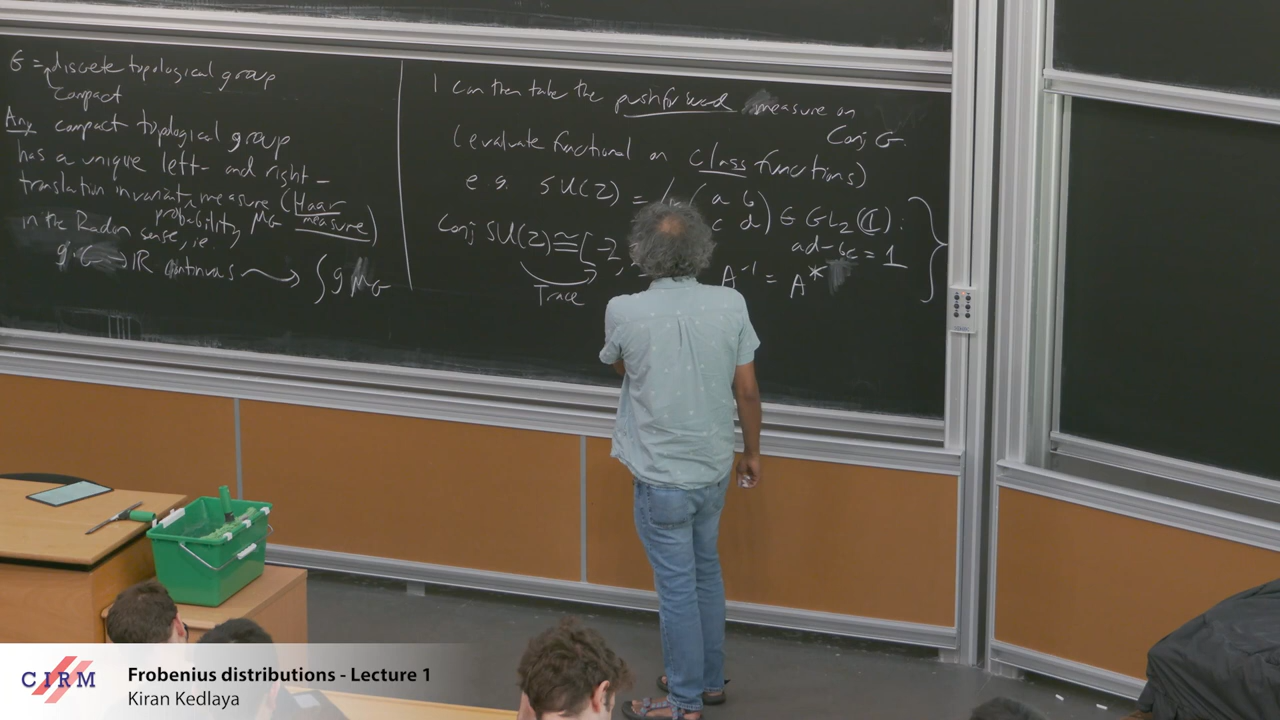 G = discrete topological group
compact
Any compact topological group
has a unique left- and right-
translation invariant measure (Haar
probability μ_G measure)
in the Radon
sense, i.e.
g: G → ℝ continuous ⟿ ∫ g μ_G
I can then take the pushforward measure on
Conj G.
(evaluate functional on class functions)
e.g. SU(2) = (a b
c d) ∈ GL₂(ℂ):
ad-bc = 1
Conj SU(2) ≅ [-2,
A⁻¹ = A*
Trace
CIRM
Frobenius distributions - Lecture 1
Kiran Kedlaya